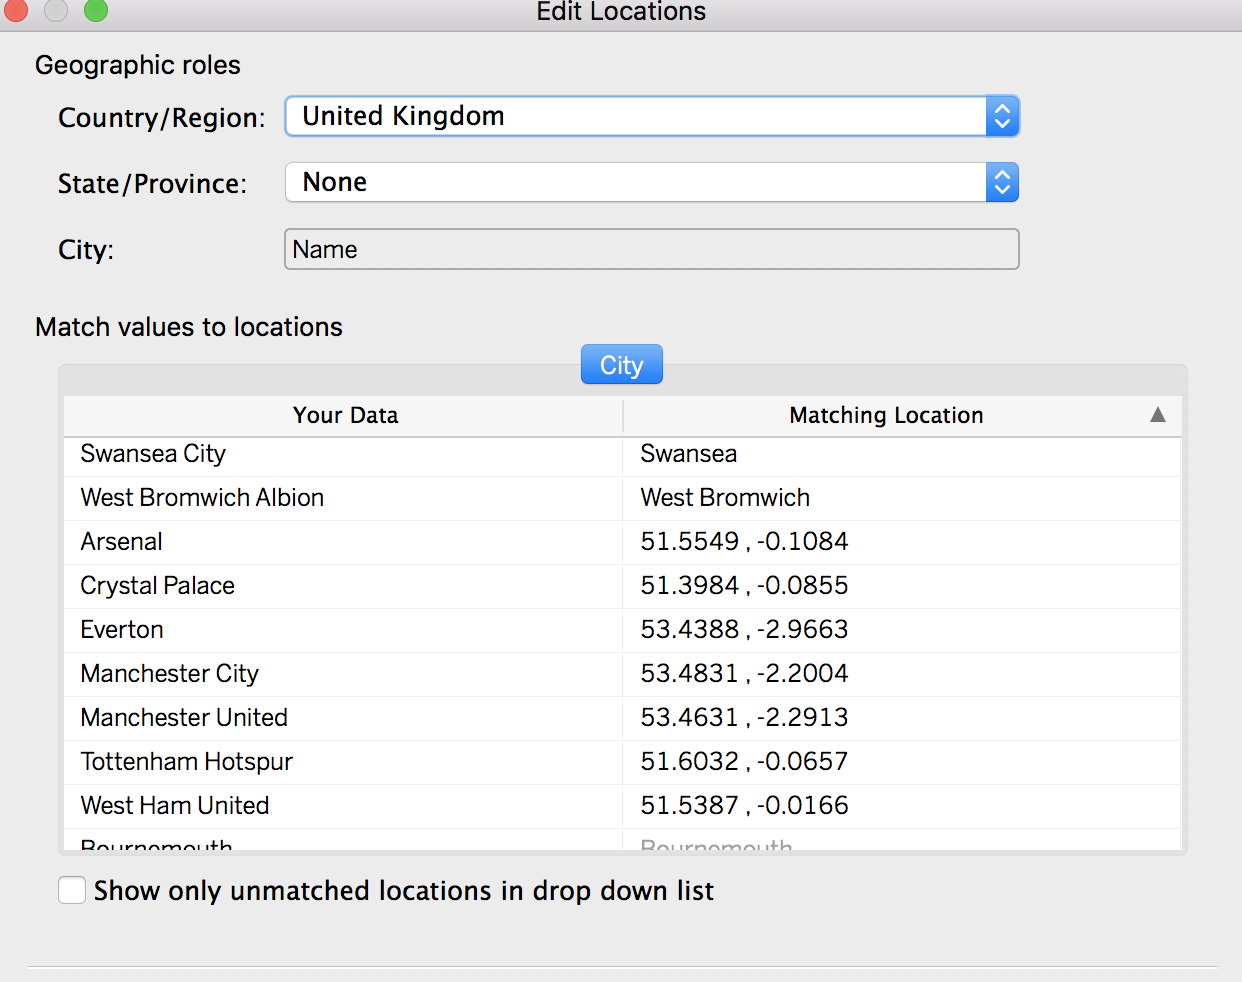 Edit Locations
Geographic roles
Country/Region: United Kingdom
State/Province: None
City: Name
Match values to locations
City
Your Data Matching Location
Swansea City Swansea
West Bromwich Albion West Bromwich
Arsenal 51.5549 , -0.1084
Crystal Palace 51.3984 , -0.0855
Everton 53.4388 , -2.9663
Manchester City 53.4831 , -2.2004
Manchester United 53.4631 , -2.2913
Tottenham Hotspur 51.6032 , -0.0657
West Ham United 51.5387 , -0.0166
Bournemouth Bournemouth
Show only unmatched locations in drop down list